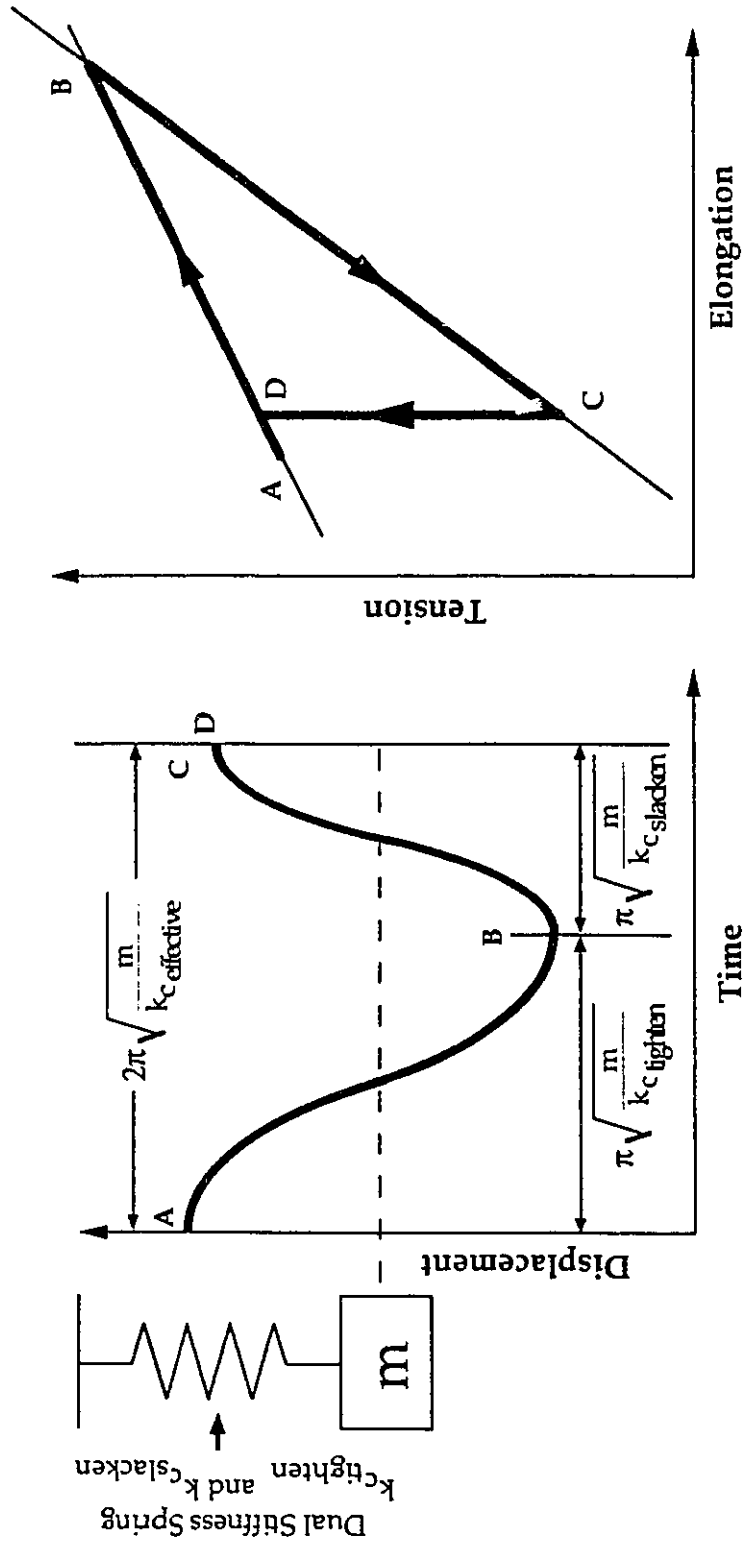 Dual Stiffness Spring
k_c tighten
and k_c slacken
m
Displacement
A
2π√(m / k_c effective)
C
D
B
π√(m / k_c tighten)
π√(m / k_c slacken)
Time
Tension
A
D
B
C
Elongation